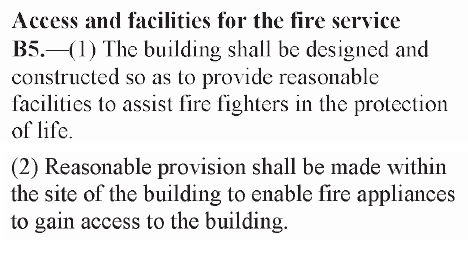 Access and facilities for the fire service
B5.—(1) The building shall be designed and
constructed so as to provide reasonable
facilities to assist fire fighters in the protection
of life.
(2) Reasonable provision shall be made within
the site of the building to enable fire appliances
to gain access to the building.